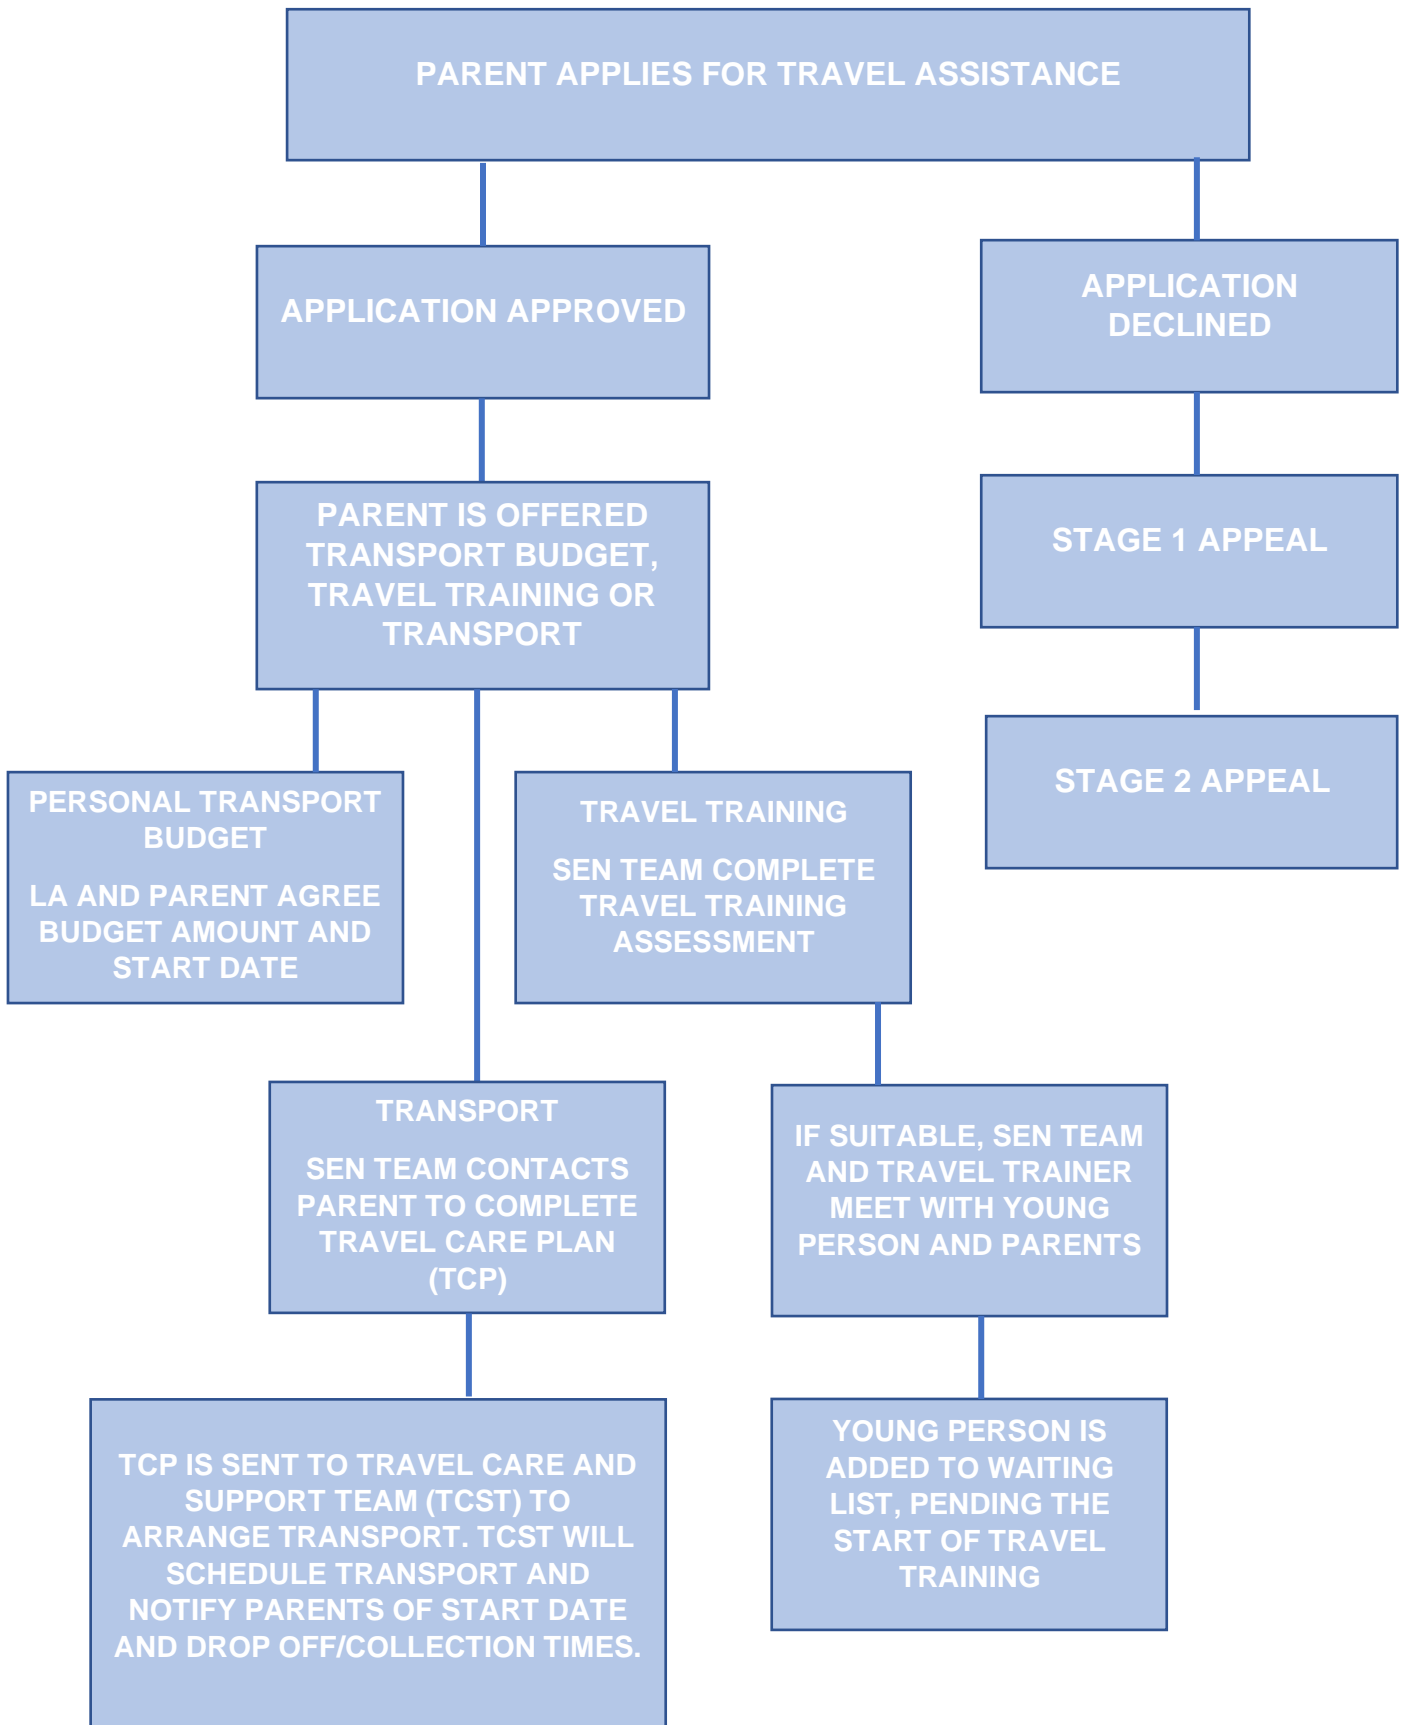 PARENT APPLIES FOR TRAVEL ASSISTANCE
APPLICATION APPROVED
APPLICATION
DECLINED
PARENT IS OFFERED
TRANSPORT BUDGET,
TRAVEL TRAINING OR
TRANSPORT
STAGE 1 APPEAL
STAGE 2 APPEAL
PERSONAL TRANSPORT
BUDGET
LA AND PARENT AGREE
BUDGET AMOUNT AND
START DATE
TRAVEL TRAINING
SEN TEAM COMPLETE
TRAVEL TRAINING
ASSESSMENT
TRANSPORT
SEN TEAM CONTACTS
PARENT TO COMPLETE
TRAVEL CARE PLAN
(TCP)
IF SUITABLE, SEN TEAM
AND TRAVEL TRAINER
MEET WITH YOUNG
PERSON AND PARENTS
TCP IS SENT TO TRAVEL CARE AND
SUPPORT TEAM (TCST) TO
ARRANGE TRANSPORT. TCST WILL
SCHEDULE TRANSPORT AND
NOTIFY PARENTS OF START DATE
AND DROP OFF/COLLECTION TIMES.
YOUNG PERSON IS
ADDED TO WAITING
LIST, PENDING THE
START OF TRAVEL
TRAINING